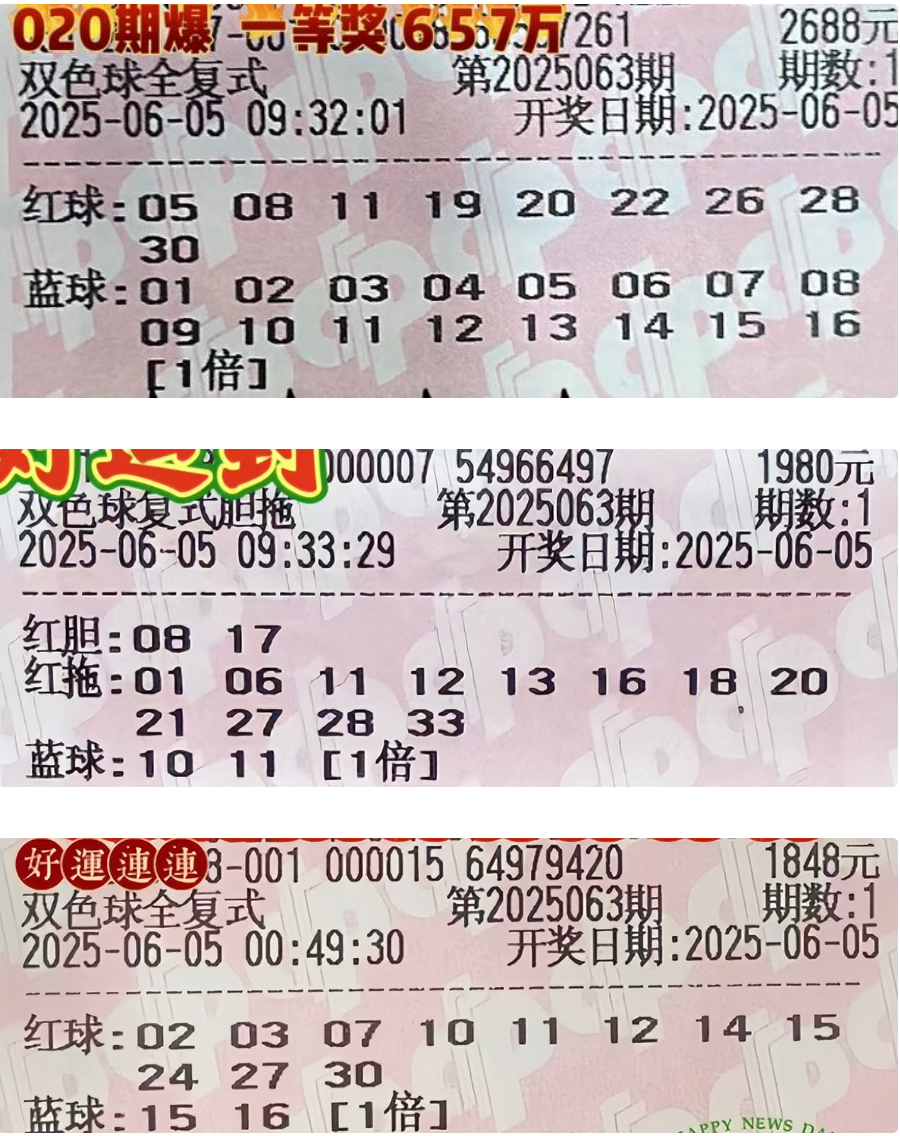 020期爆 一等奖657万
261 2688元
双色球全复式 第2025063期 期数:1
2025-06-05 09:32:01 开奖日期:2025-06-05
红球:05 08 11 19 20 22 26 28
30
蓝球:01 02 03 04 05 06 07 08
09 10 11 12 13 14 15 16
[1倍]
好运到
000007 54966497 1980元
双色球复式胆拖 第2025063期 期数:1
2025-06-05 09:33:29 开奖日期:2025-06-05
红胆:08 17
红拖:01 06 11 12 13 16 18 20
21 27 28 33
蓝球:10 11 [1倍]
好運連連
3-001 000015 64979420 1848元
双色球全复式 第2025063期 期数:1
2025-06-05 00:49:30 开奖日期:2025-06-05
红球:02 03 07 10 11 12 14 15
24 27 30
蓝球:15 16 [1倍]
APPY NEWS DA